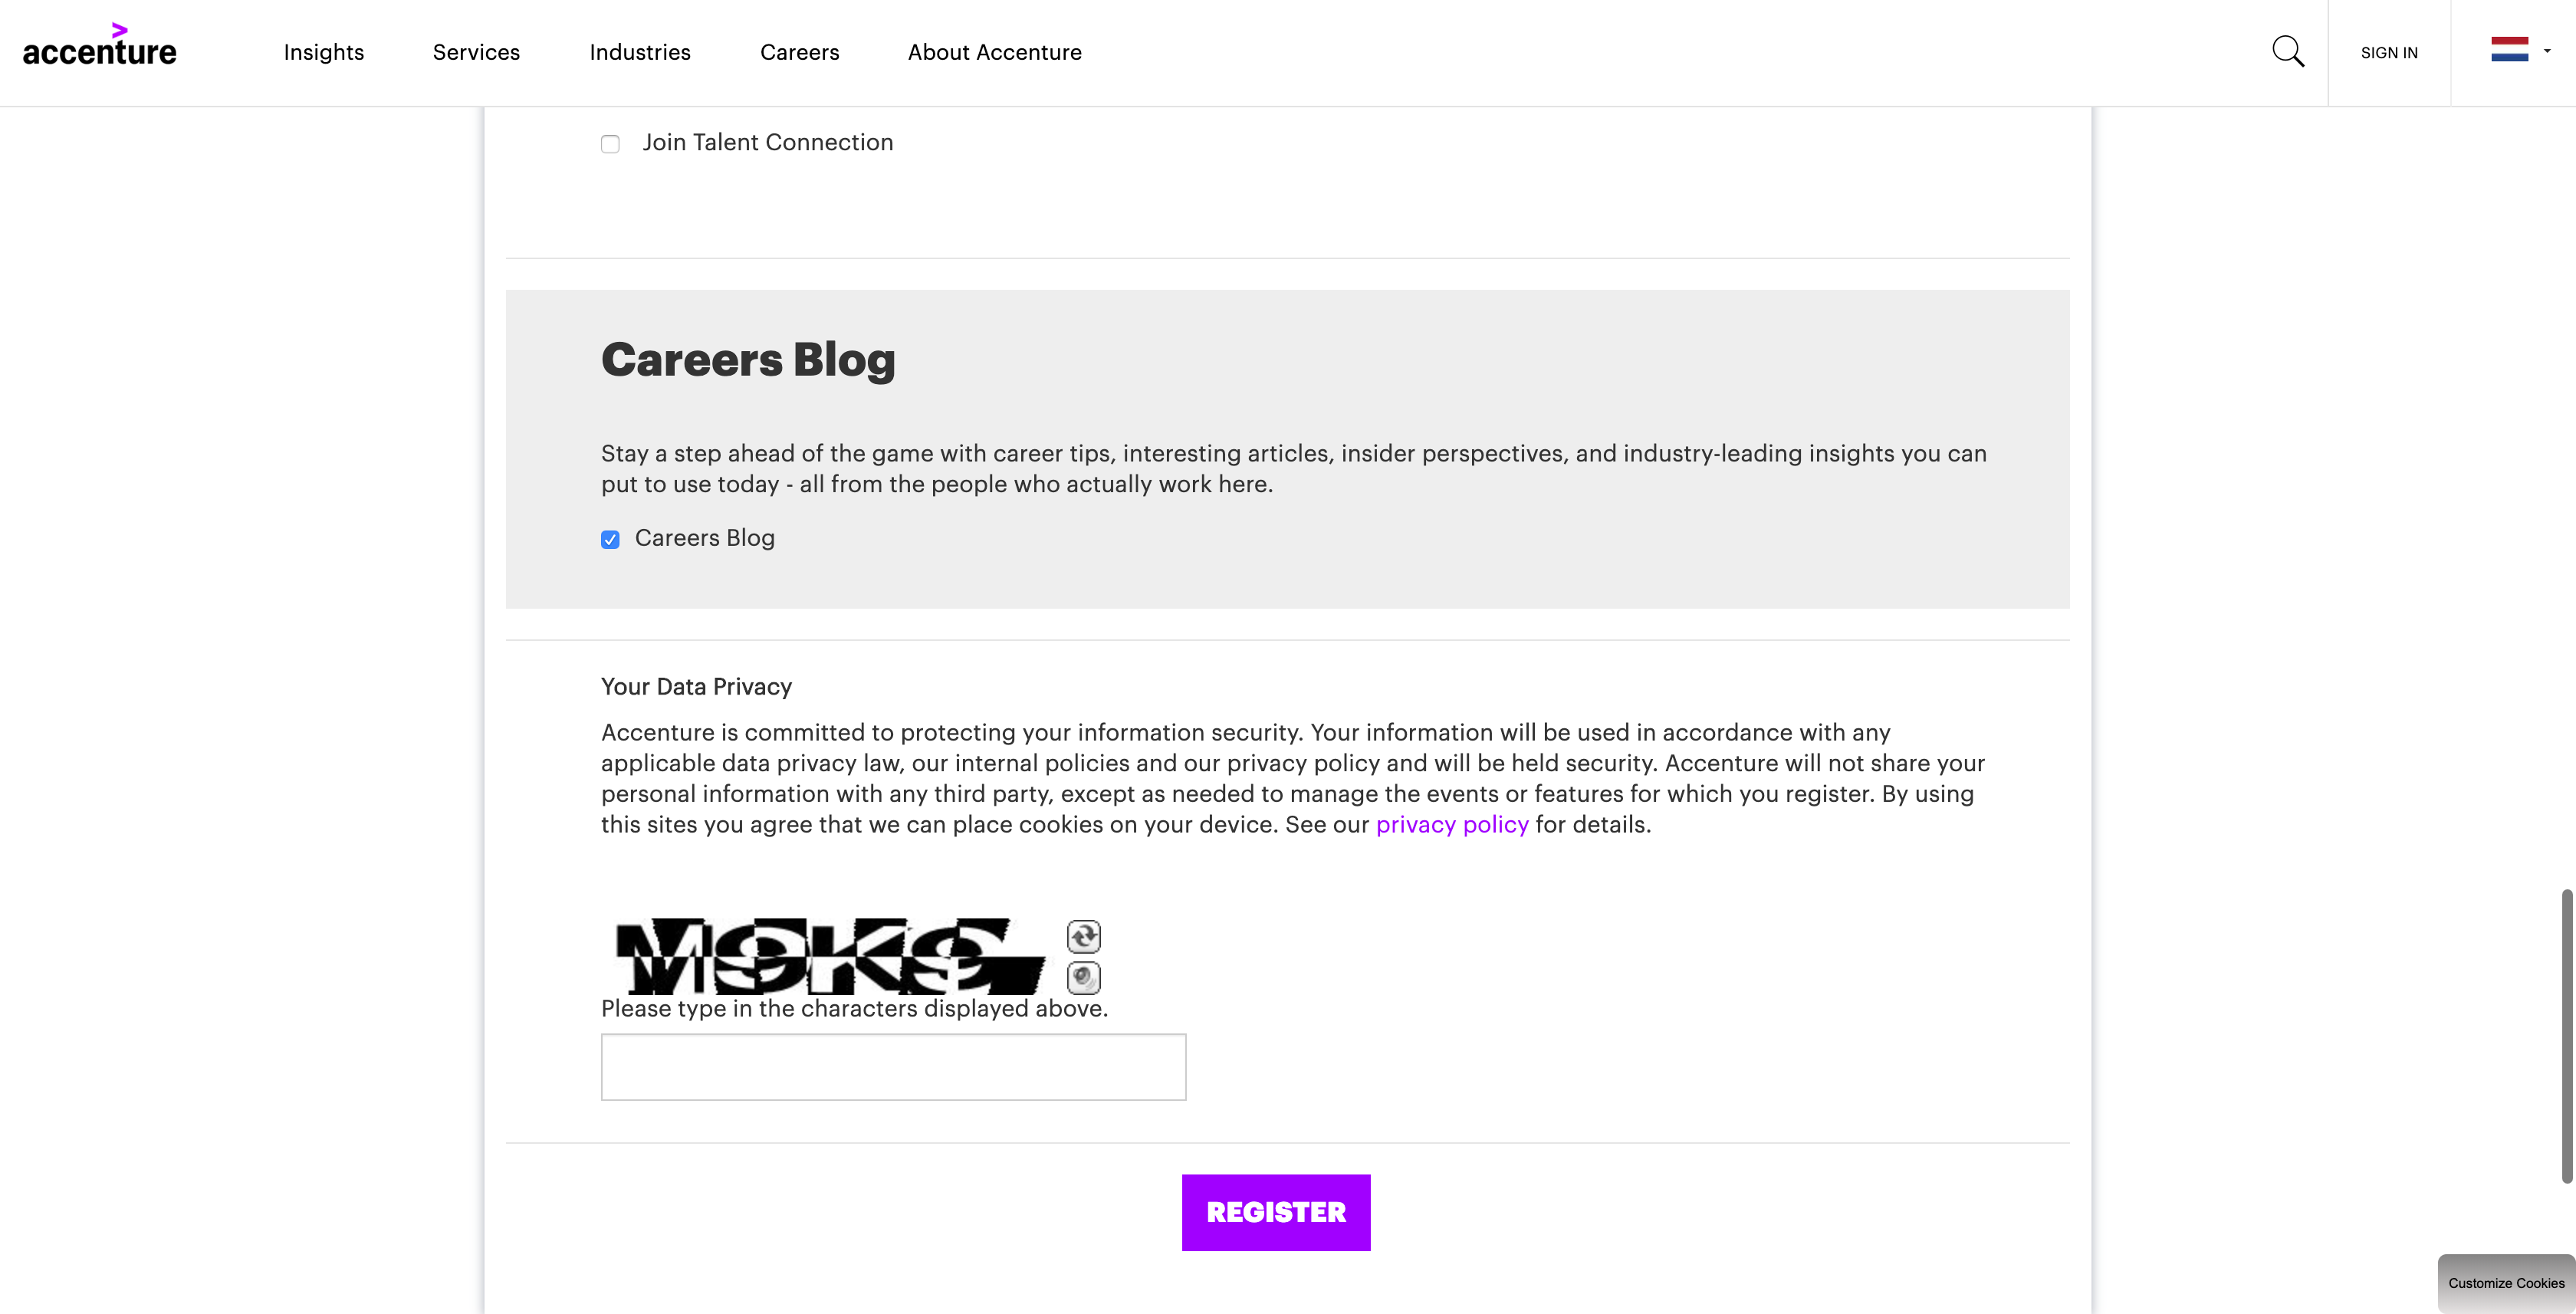 accenture
Insights
Services
Industries
Careers
About Accenture
SIGN IN
Join Talent Connection
Careers Blog
Stay a step ahead of the game with career tips, interesting articles, insider perspectives, and industry-leading insights you can
put to use today - all from the people who actually work here.
Careers Blog
Your Data Privacy
Accenture is committed to protecting your information security. Your information will be used in accordance with any
applicable data privacy law, our internal policies and our privacy policy and will be held security. Accenture will not share your
personal information with any third party, except as needed to manage the events or features for which you register. By using
this sites you agree that we can place cookies on your device. See our privacy policy for details.
Please type in the characters displayed above.
REGISTER
Customize Cookies